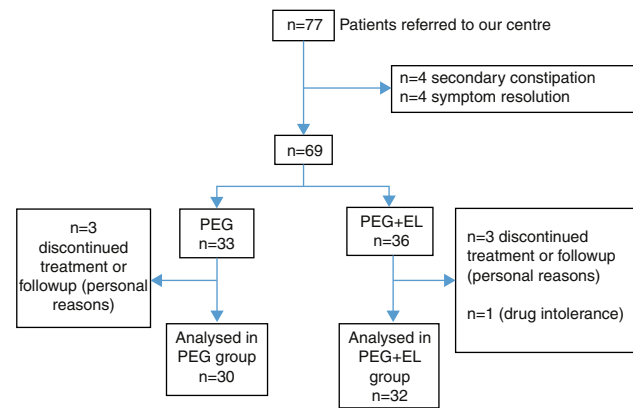 n=77
Patients referred to our centre
n=4 secondary constipation
n=4 symptom resolution
n=69
n=3
discontinued
treatment or
followup (personal
reasons)
PEG
n=33
PEG+EL
n=36
n=3 discontinued
treatment or followup
(personal reasons)
n=1 (drug intolerance)
Analysed in
PEG group
n=30
Analysed in
PEG+EL
group
n=32